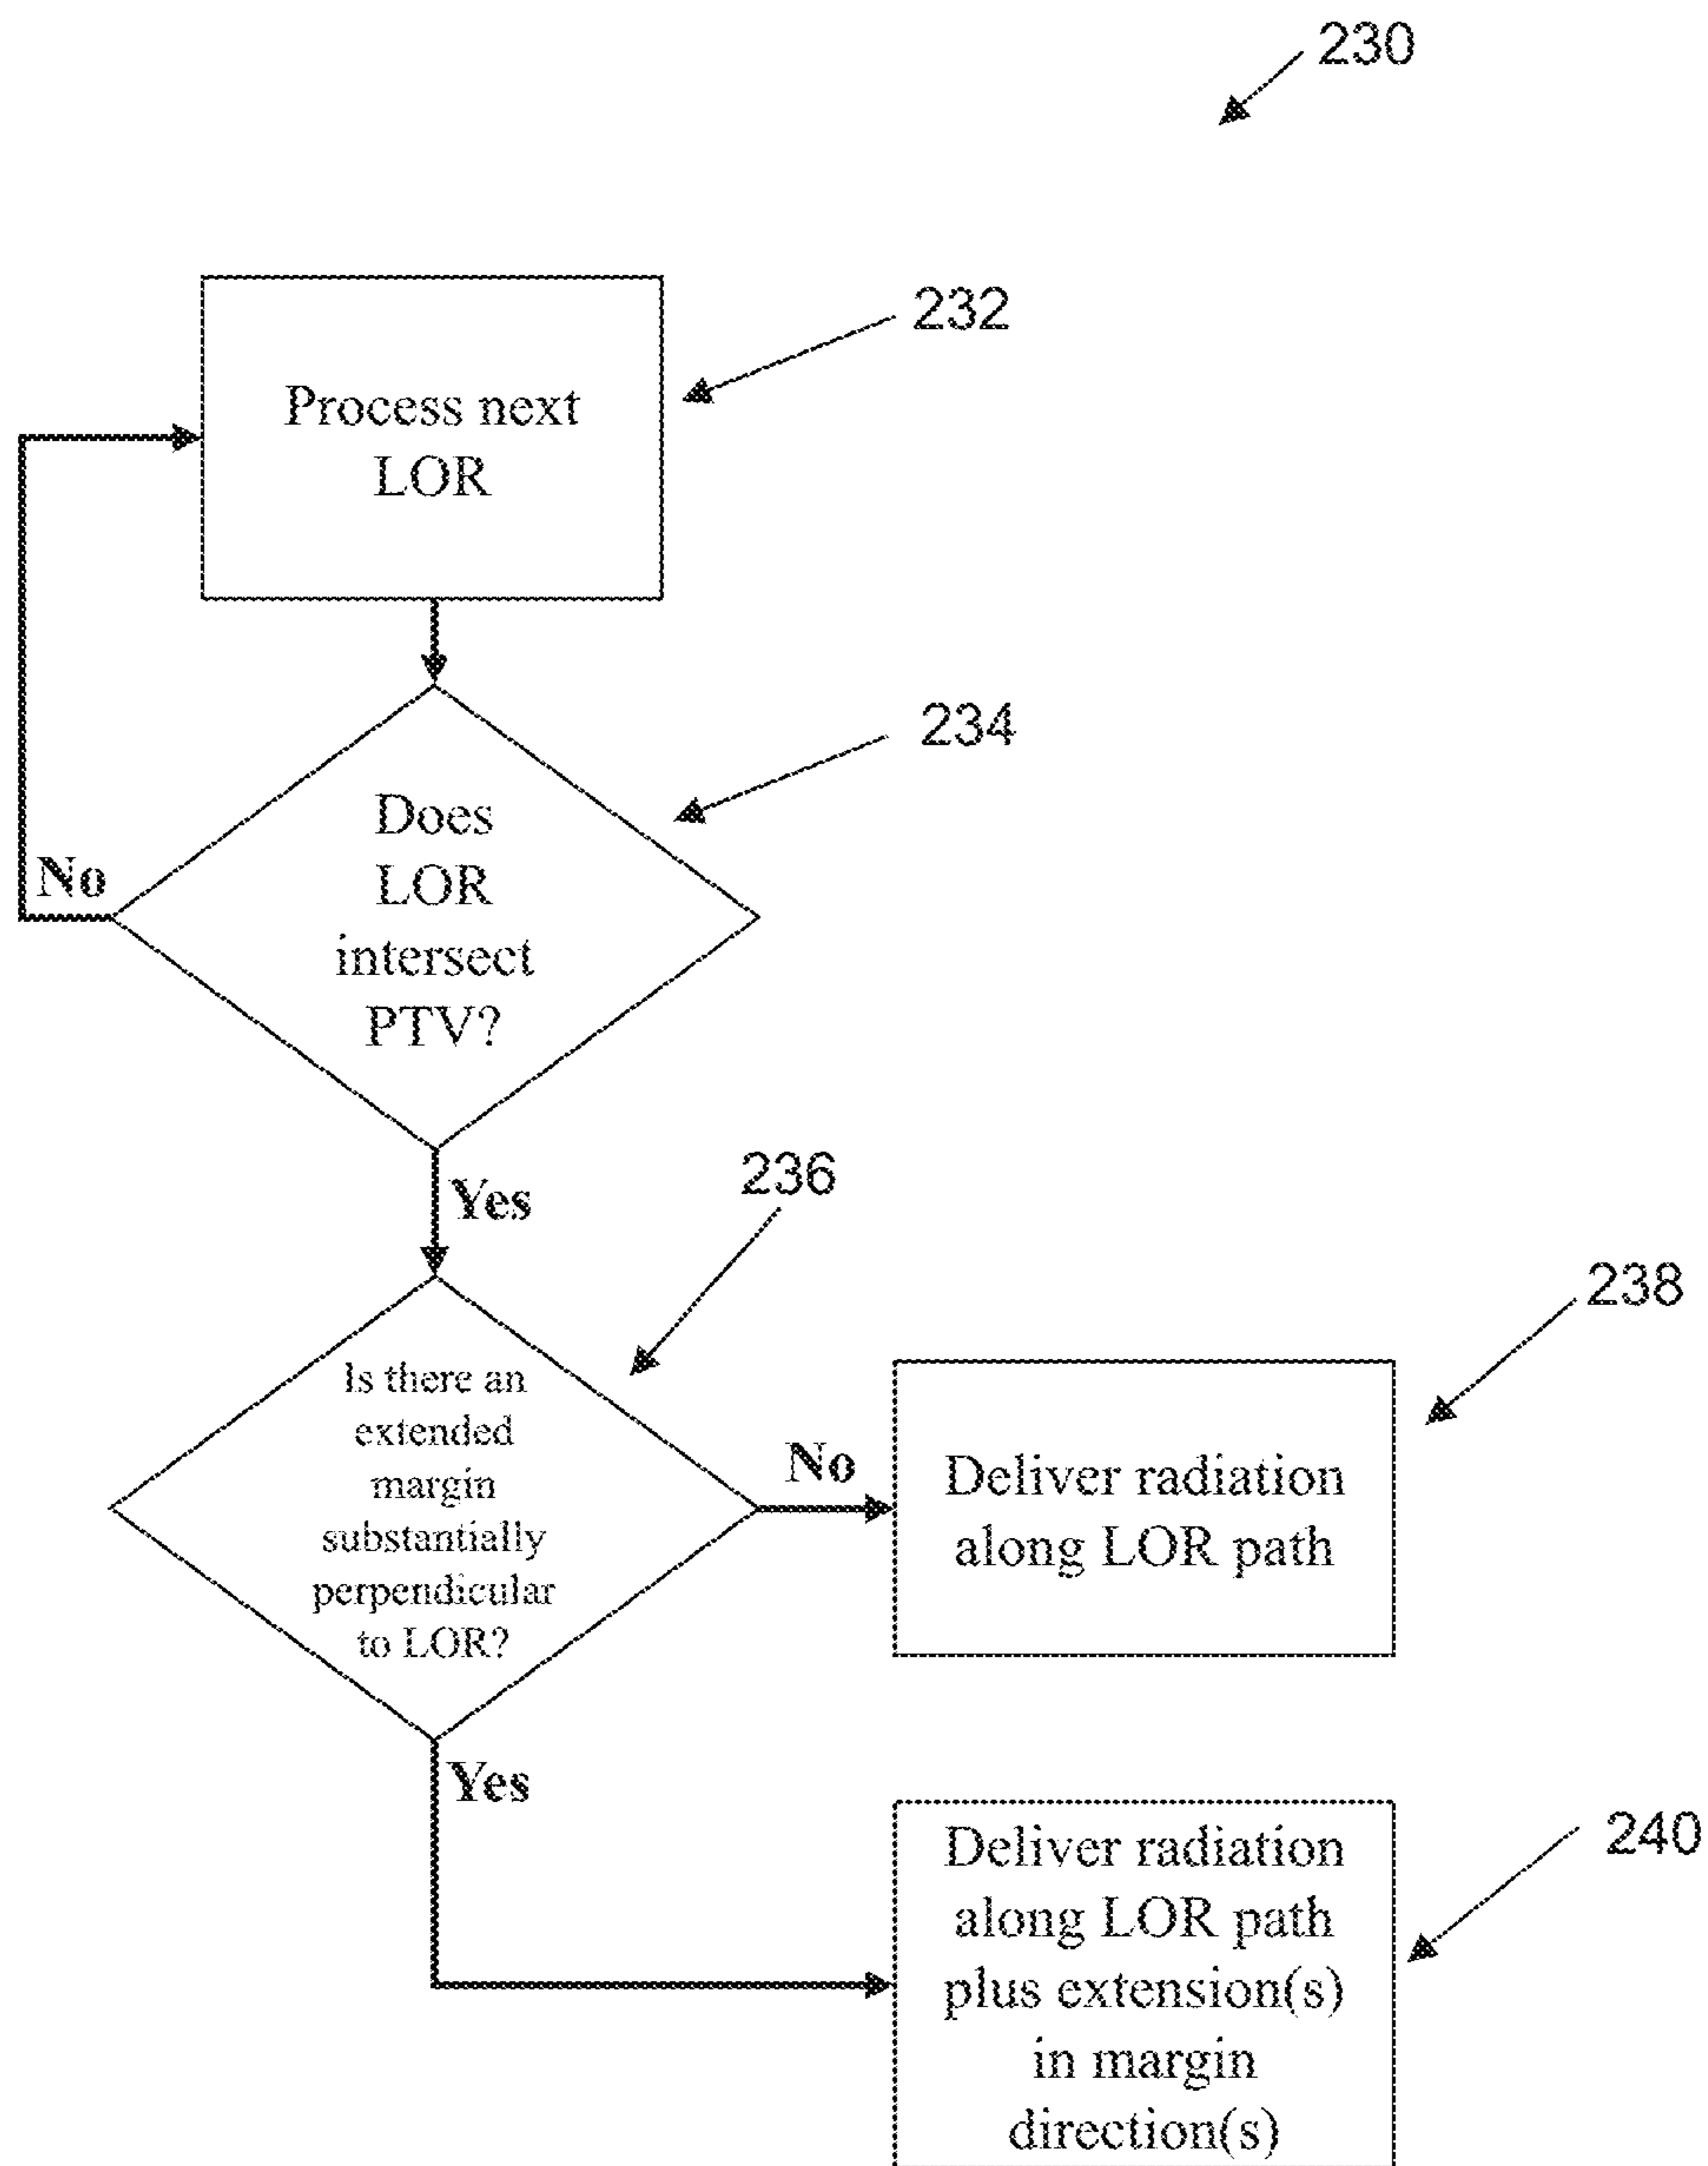 230
232
Process next
LOR
234
Does
LOR
intersect
PTV?
No
Yes
236
Is there an
extended
margin
substantially
perpendicular
to LOR?
No
238
Deliver radiation
along LOR path
Yes
240
Deliver radiation
along LOR path
plus extension(s)
in margin
direction(s)